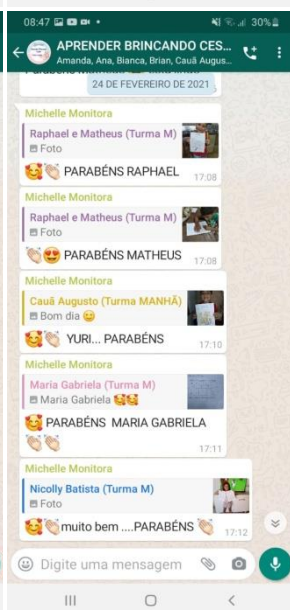 08:47 30%
APRENDER BRINCANDO CES...
Amanda, Ana, Bianca, Brian, Cauã Augus...
24 DE FEVEREIRO DE 2021
Michelle Monitora
Raphael e Matheus (Turma M)
Foto
🥰👏 PARABÉNS RAPHAEL 17:08
Michelle Monitora
Raphael e Matheus (Turma M)
Foto
👏😍 PARABÉNS MATHEUS 17:08
Michelle Monitora
Cauã Augusto (Turma MANHÃ)
Bom dia 😄
🥰👏 YURI... PARABÉNS 17:10
Michelle Monitora
Maria Gabriela (Turma M)
Maria Gabriela 🥰🥰
🥰 PARABÉNS MARIA GABRIELA
👏👏 17:11
Michelle Monitora
Nicolly Batista (Turma M)
Foto
🥰👏 muito bem ....PARABÉNS 👏 17:12
Digite uma mensagem